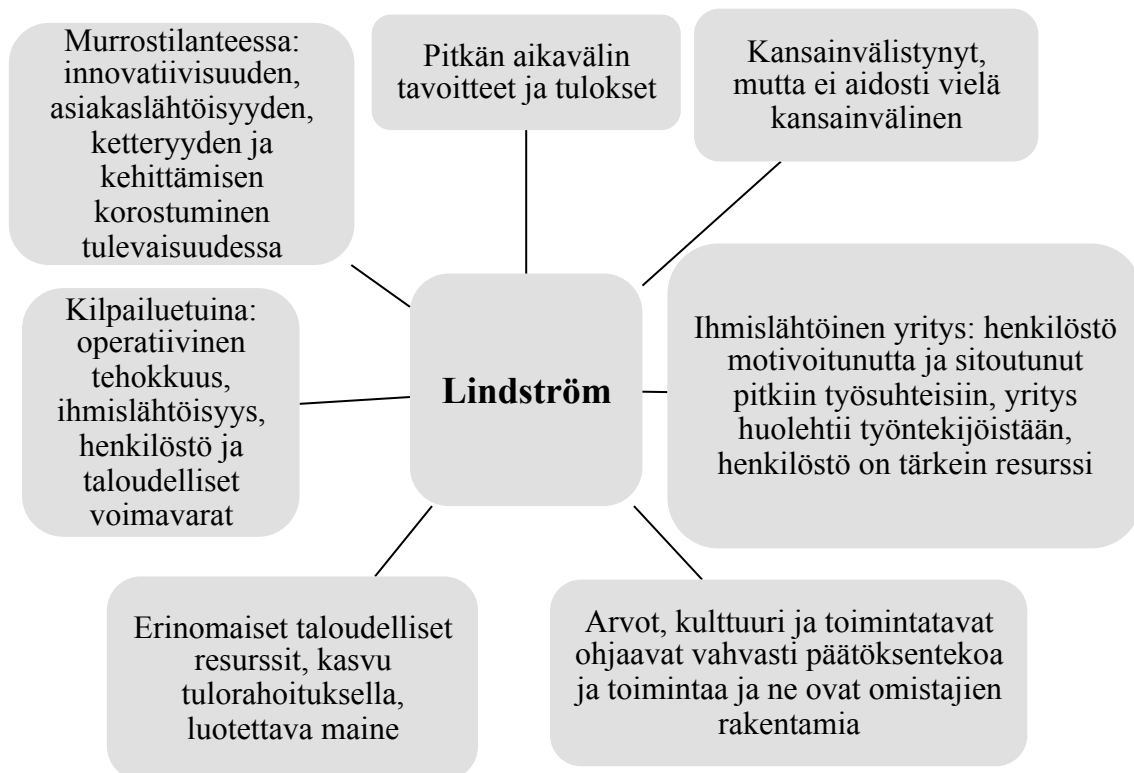 Murrostilanteessa:
innovatiivisuuden,
asiakaslähtöisyyden,
ketteryyden ja
kehittämisen
korostuminen
tulevaisuudessa
Pitkän aikavälin
tavoitteet ja tulokset
Kansainvälistynyt,
mutta ei aidosti vielä
kansainvälinen
Kilpailuetuina:
operatiivinen
tehokkuus,
ihmislähtöisyys,
henkilöstö ja
taloudelliset
voimavarat
Lindström
Ihmislähtöinen yritys: henkilöstö
motivoitunutta ja sitoutunut
pitkiin työsuhteisiin, yritys
huolehtii työntekijöistään,
henkilöstö on tärkein resurssi
Erinomaiset taloudelliset
resurssit, kasvu
tulorahoituksella,
luotettava maine
Arvot, kulttuuri ja toimintatavat
ohjaavat vahvasti päätöksentekoa
ja toimintaa ja ne ovat omistajien
rakentamia